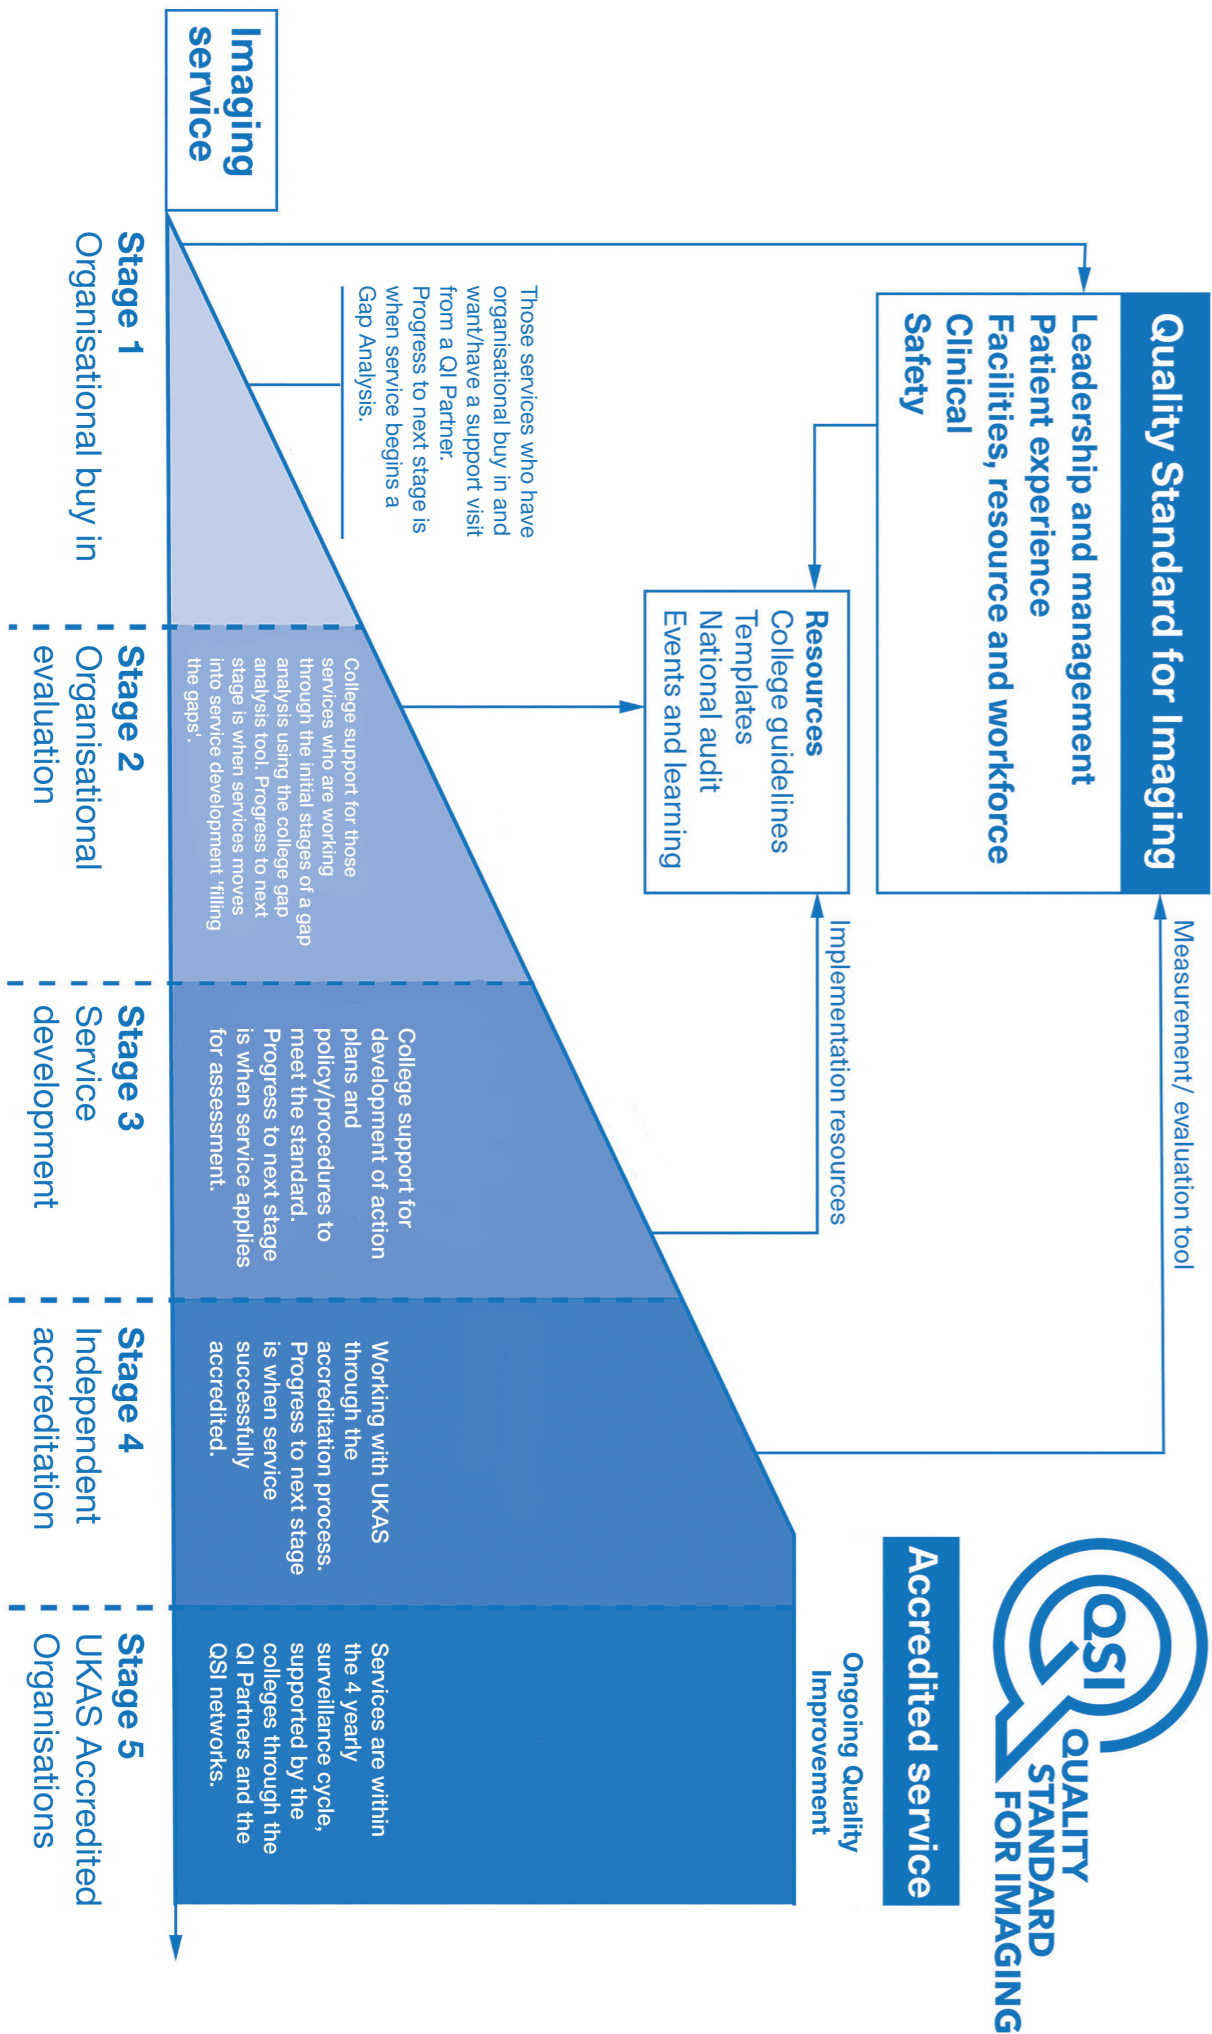 Imaging
service
Quality Standard for Imaging
Leadership and management
Patient experience
Facilities, resource and workforce
Clinical
Safety
Measurement/ evaluation tool
QSI
QUALITY
STANDARD
FOR IMAGING
Accredited service
Ongoing Quality
Improvement
Resources
College guidelines
Templates
National audit
Events and learning
Implementation resources
Those services who have
organisational buy in and
want/have a support visit
from a QI Partner.
Progress to next stage is
when service begins a
Gap Analysis.
College support for those
services who are working
through the initial stages of a gap
analysis using the college gap
analysis tool. Progress to next
stage is when services moves
into service development 'filling
the gaps'.
College support for
development of action
plans and
policy/procedures to
meet the standard.
Progress to next stage
is when service applies
for assessment.
Working with UKAS
through the
accreditation process.
Progress to next stage
is when service
successfully
accredited.
Services are within
the 4 yearly
surveillance cycle,
supported by the
colleges through the
QI Partners and the
QSI networks.
Stage 1
Organisational buy in
Stage 2
Organisational
evaluation
Stage 3
Service
development
Stage 4
Independent
accreditation
Stage 5
UKAS Accredited
Organisations